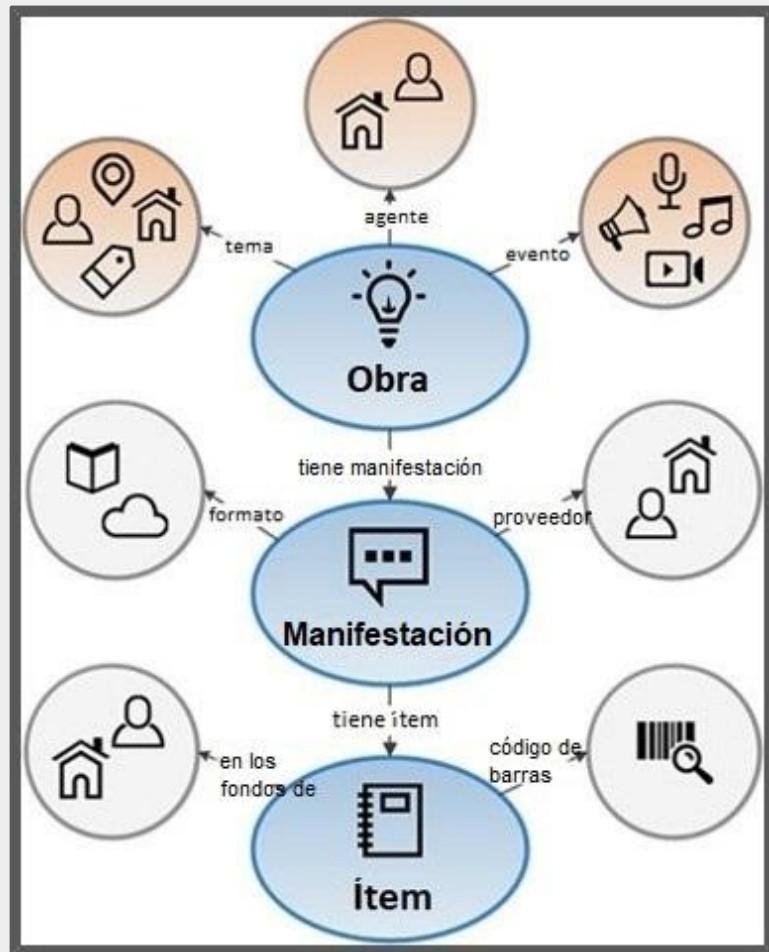 agente
tema
evento
Obra
tiene manifestación
formato
proveedor
Manifestación
tiene ítem
en los
fondos de
código de
barras
Ítem